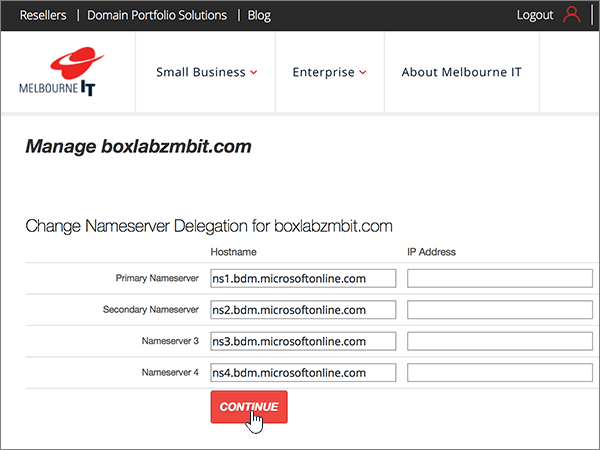 Resellers | Domain Portfolio Solutions | Blog Logout
MELBOURNE IT Small Business Enterprise About Melbourne IT
Manage boxlabzmbit.com
Change Nameserver Delegation for boxlabzmbit.com
Hostname IP Address
Primary Nameserver ns1.bdm.microsoftonline.com
Secondary Nameserver ns2.bdm.microsoftonline.com
Nameserver 3 ns3.bdm.microsoftonline.com
Nameserver 4 ns4.bdm.microsoftonline.com
CONTINUE